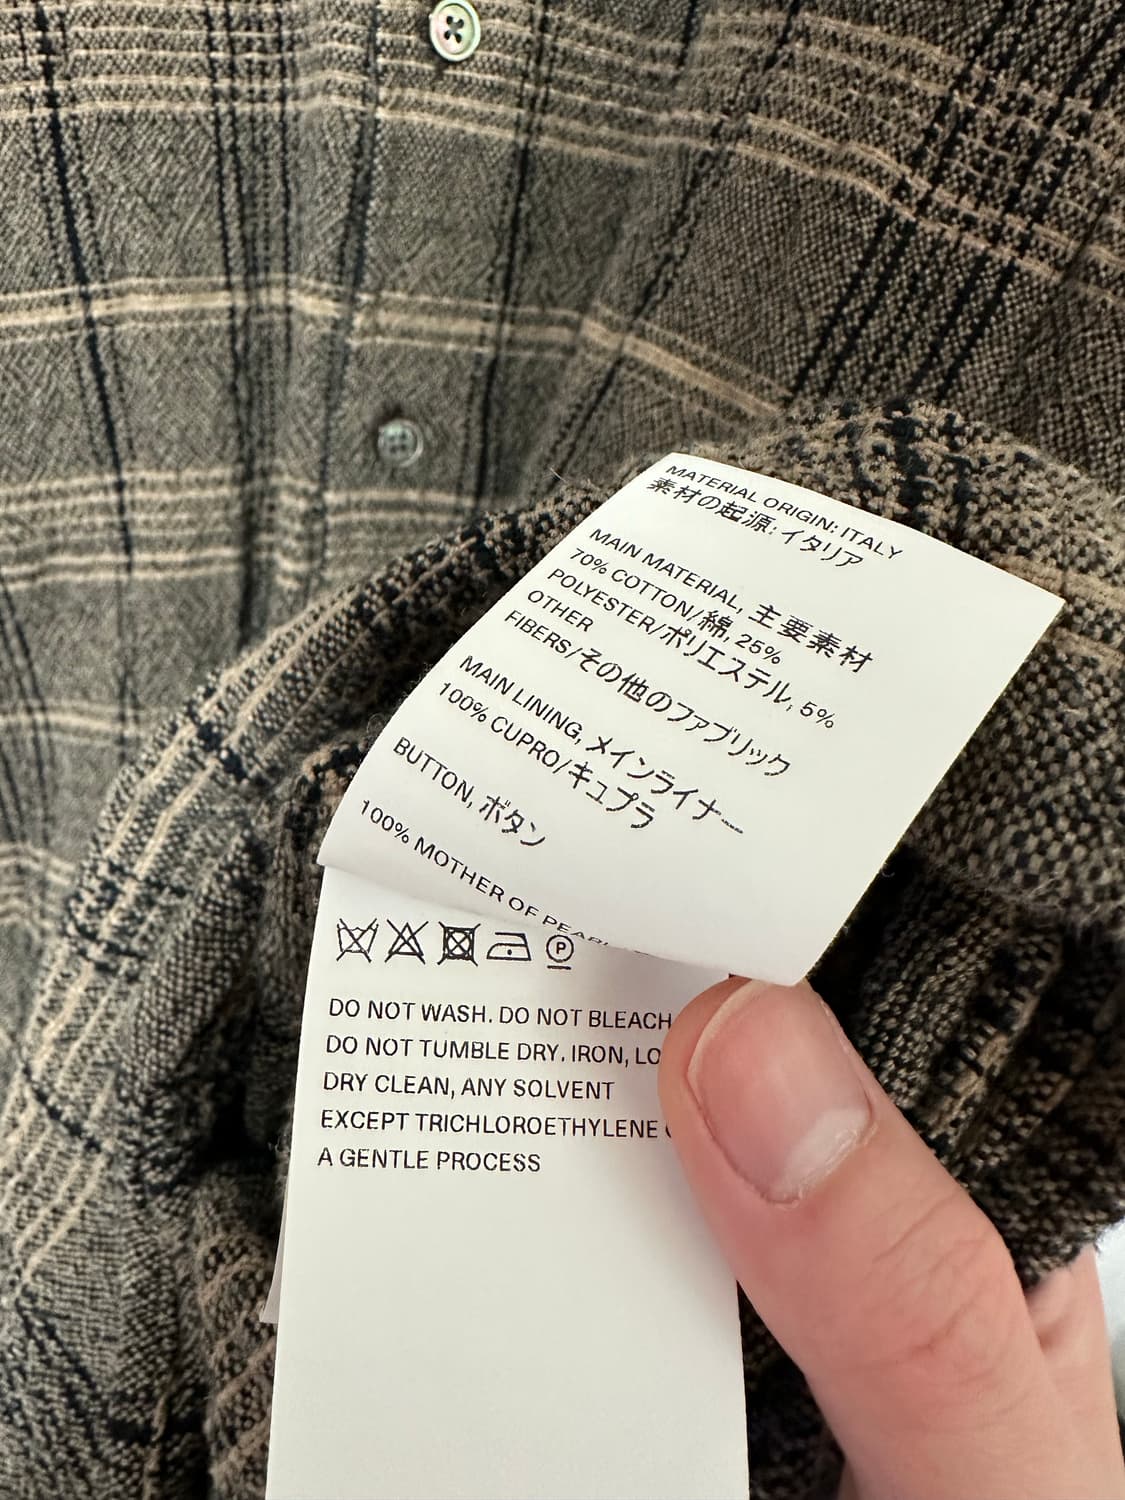 MATERIAL ORIGIN: ITALY
素材の起源: イタリア
MAIN MATERIAL, 主要素材
70% COTTON/綿, 25%
POLYESTER/ポリエステル, 5%
OTHER
FIBERS/その他のファブリック
MAIN LINING, メインライナー
100% CUPRO/キュプラ
BUTTON, ボタン
100% MOTHER OF PEARL
P
DO NOT WASH. DO NOT BLEACH
DO NOT TUMBLE DRY. IRON,
DRY CLEAN, ANY SOLVENT
EXCEPT TRICHLOROETHYLENE
A GENTLE PROCESS